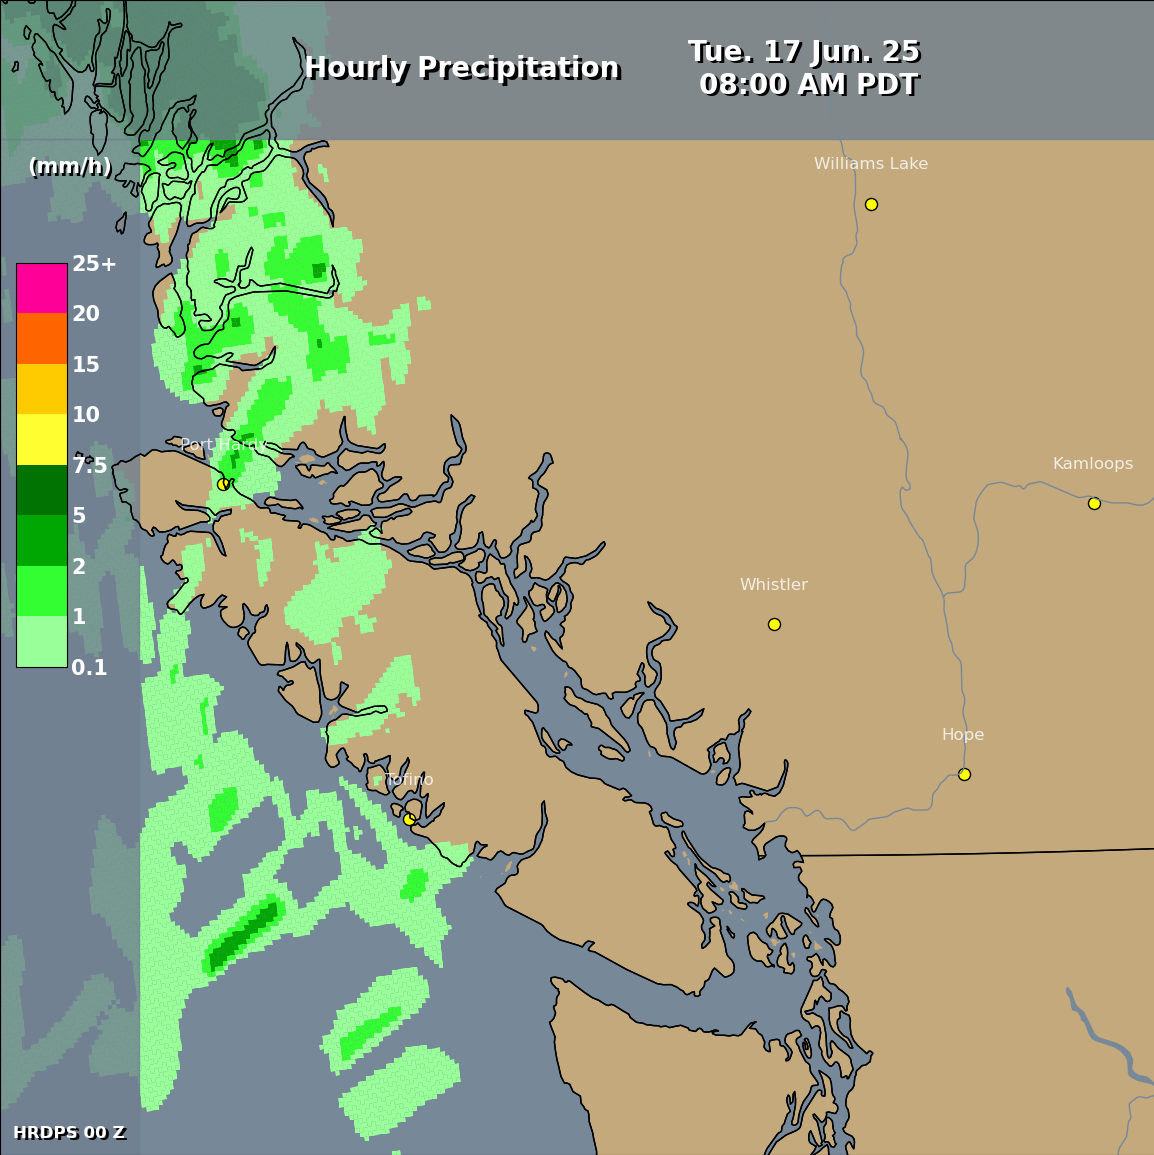 Hourly Precipitation
Tue. 17 Jun. 25
08:00 AM PDT
(mm/h)
25+
20
15
10
7.5
5
2
1
0.1
Williams Lake
Port Hardy
Kamloops
Whistler
Hope
Tofino
HRDPS 00 Z